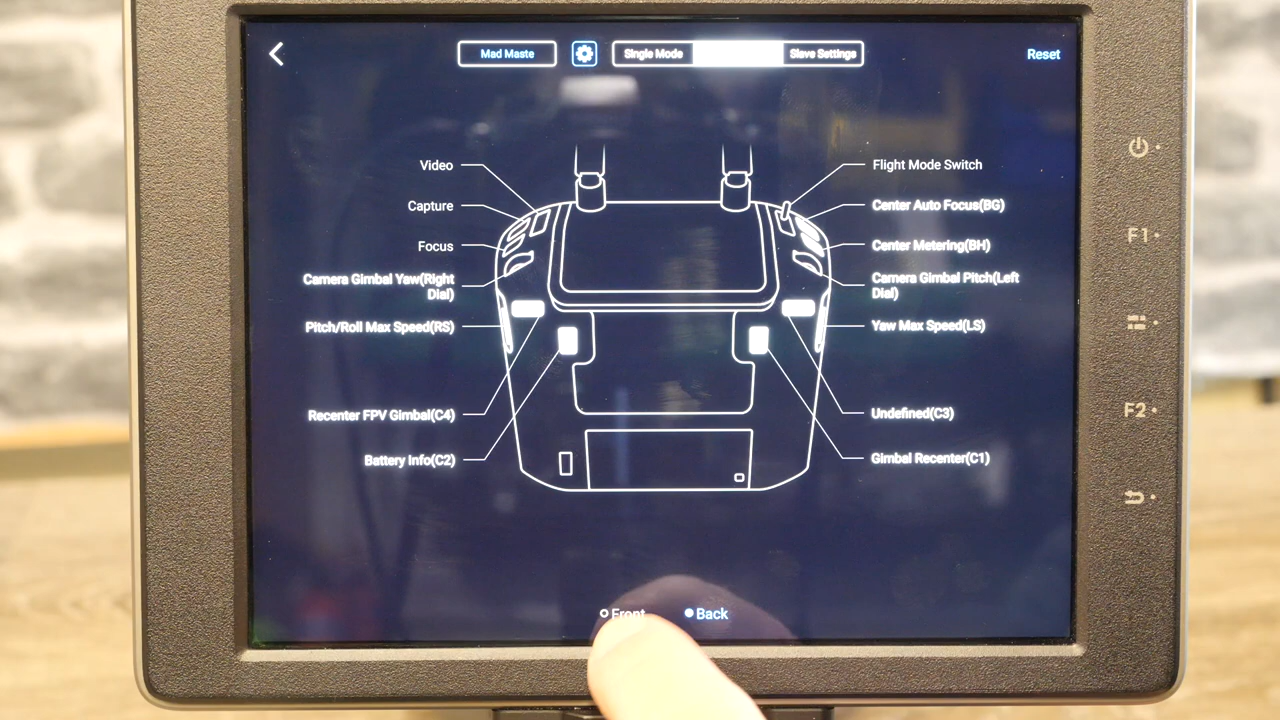 Mad Maste
Single Mode
Slave Settings
Reset
Video
Capture
Focus
Camera Gimbal Yaw(Right
Dial)
Pitch/Roll Max Speed(RS)
Recenter FPV Gimbal(C4)
Battery Info(C2)
Flight Mode Switch
Center Auto Focus(BG)
Center Metering(BH)
Camera Gimbal Pitch(Left
Dial)
Yaw Max Speed(LS)
Undefined(C3)
Gimbal Recenter(C1)
Front
Back
F1
F2